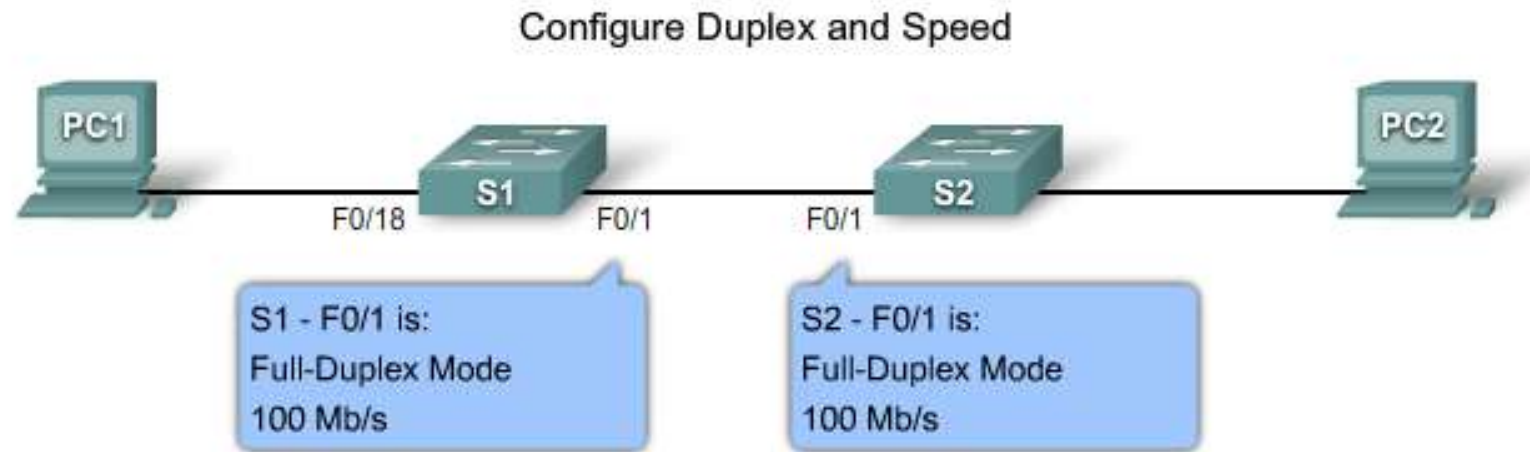 Configure Duplex and Speed
PC1
S1
S2
PC2
F0/18
F0/1
F0/1
S1 - F0/1 is:
Full-Duplex Mode
100 Mb/s
S2 - F0/1 is:
Full-Duplex Mode
100 Mb/s